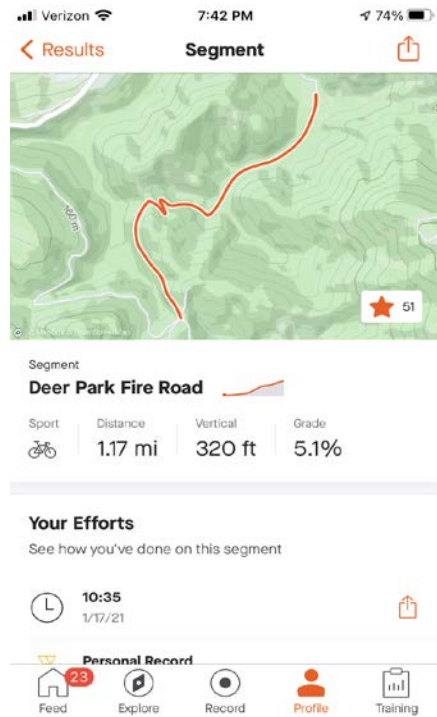 Verizon 7:42 PM 74%
Results Segment
51
Segment
Deer Park Fire Road
Sport Distance Vertical Grade
1.17 mi 320 ft 5.1%
Your Efforts
See how you've done on this segment
10:35
1/17/21
Personal Record
23
Feed Explore Record Profile Training